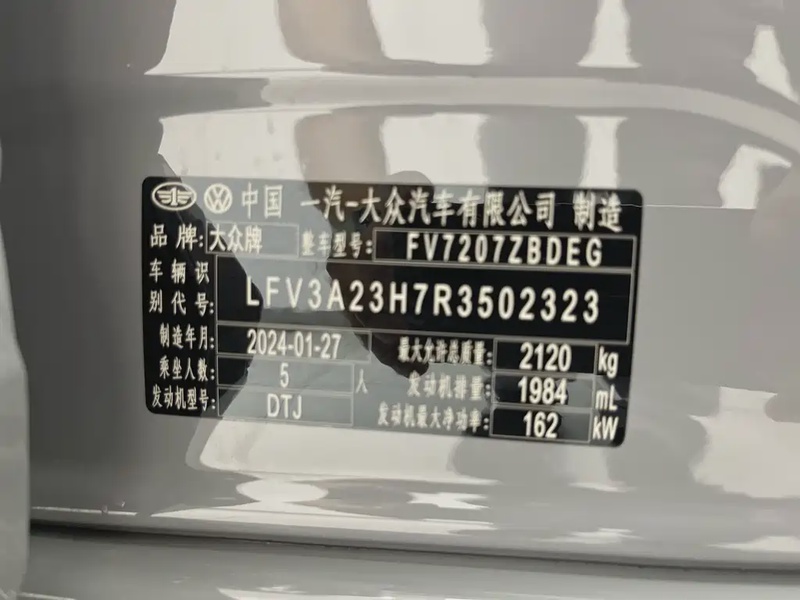 中国 一汽-大众汽车有限公司 制造
品牌: 大众牌 整车型号: FV7207ZBDEG
车辆识别代号: LFV3A23H7R3502323
制造年月: 2024-01-27 最大允许总质量: 2120 kg
乘坐人数: 5 人 发动机排量: 1984 mL
发动机型号: DTJ 发动机最大净功率: 162 kW